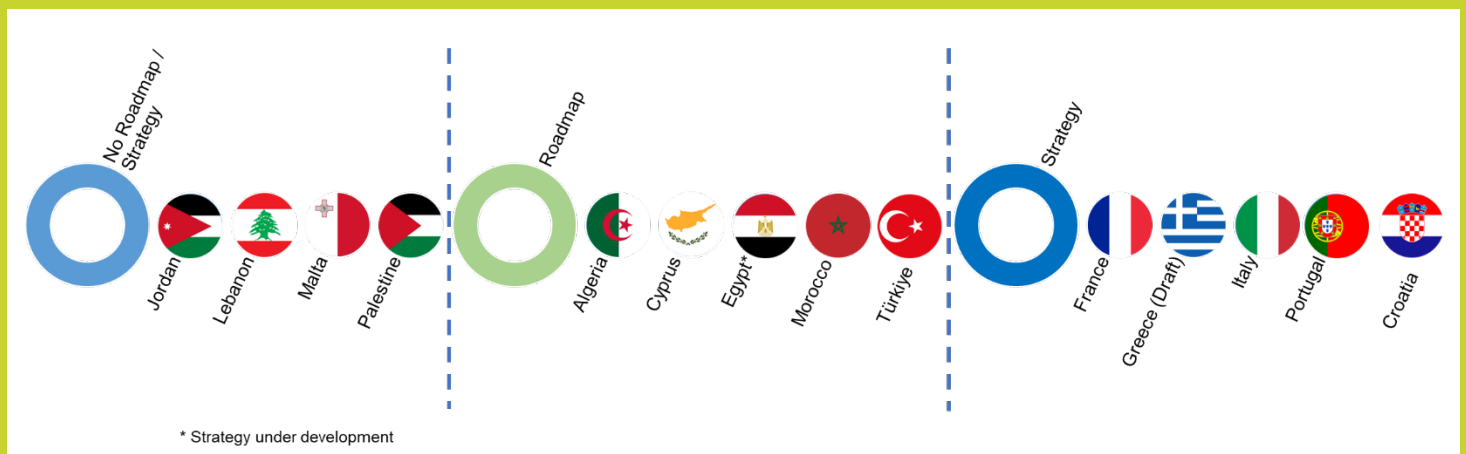 No Roadmap /
Strategy
Jordan
Lebanon
Malta
Palestine
Roadmap
Algeria
Cyprus
Egypt*
Morocco
Türkiye
Strategy
France
Greece (Draft)
Italy
Portugal
Croatia
* Strategy under development